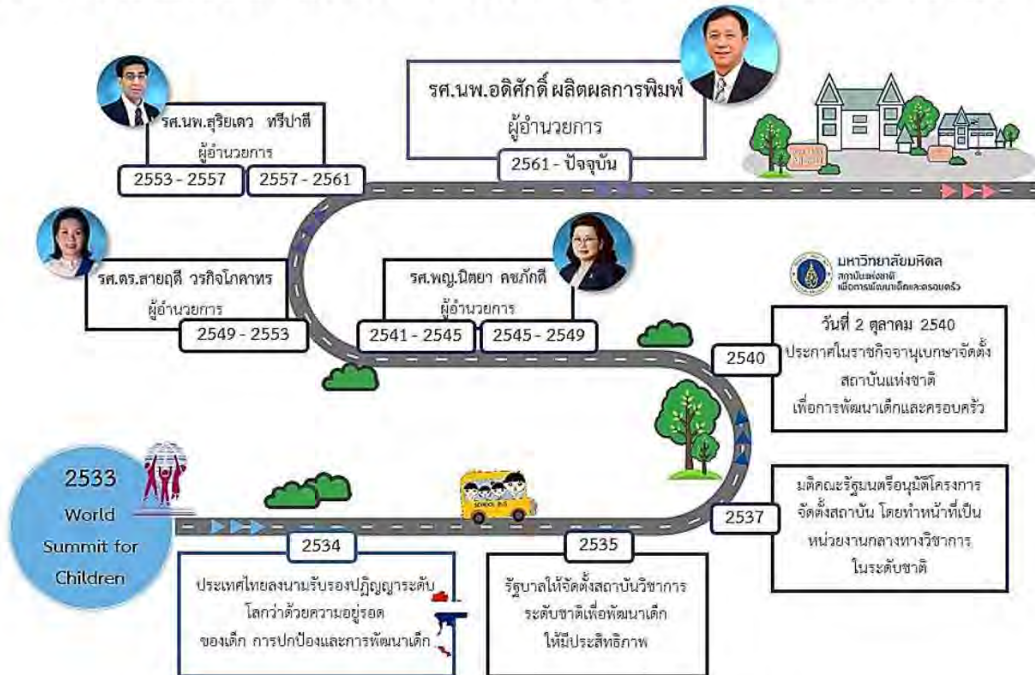 รศ.นพ.อดิศักดิ์ ผลิตผลการพิมพ์
ผู้อำนวยการ
2561 - ปัจจุบัน
รศ.นพ.สุริยเดว ทรีปาตี
ผู้อำนวยการ
2553 - 2557
2557 - 2561
รศ.ดร.สายฤดี วรกิจโภคาทร
ผู้อำนวยการ
2549 - 2553
รศ.พญ.นิตยา คชภักดี
ผู้อำนวยการ
2541 - 2545
2545 - 2549
มหาวิทยาลัยมหิดล
สถาบันแห่งชาติ
เพื่อการพัฒนาเด็กและครอบครัว
2540
วันที่ 2 ตุลาคม 2540
ประกาศในราชกิจจานุเบกษาจัดตั้ง
สถาบันแห่งชาติ
เพื่อการพัฒนาเด็กและครอบครัว
2537
มติคณะรัฐมนตรีอนุมัติโครงการ
จัดตั้งสถาบัน โดยทำหน้าที่เป็น
หน่วยงานกลางทางวิชาการ
ในระดับชาติ
2533
World
Summit for
Children
SCHOOL BUS
2534
ประเทศไทยลงนามรับรองปฏิญญาระดับ
โลกว่าด้วยความอยู่รอด
ของเด็ก การปกป้องและการพัฒนาเด็ก
2535
รัฐบาลให้จัดตั้งสถาบันวิชาการ
ระดับชาติเพื่อพัฒนาเด็ก
ให้มีประสิทธิภาพ